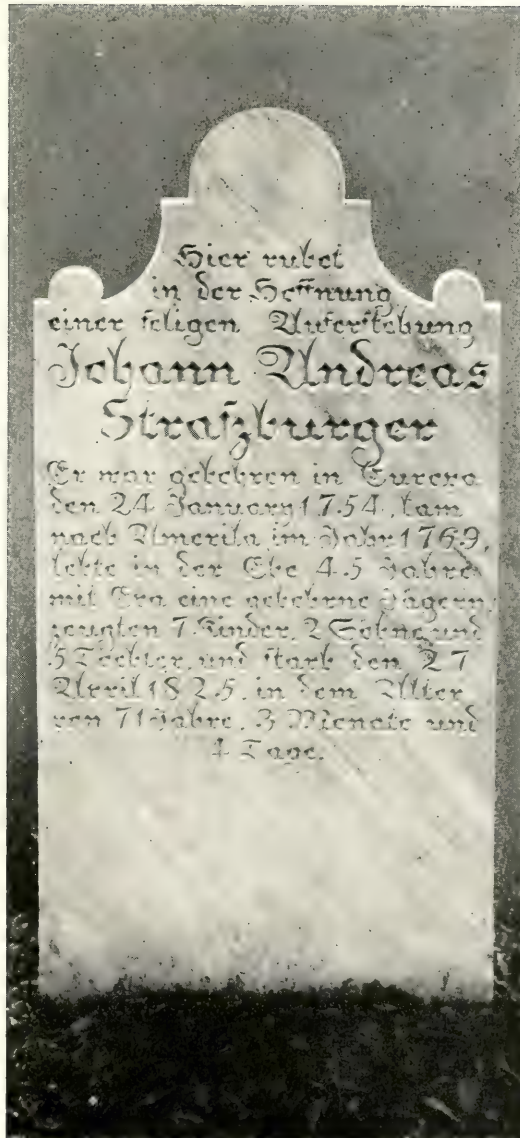 Hier ruhet
in der Hoffnung
einer seligen Auferstehung
Johann Andreas
Straßburger
Er war gebohren in Europa
den 24 January 1754, kam
nach Amerika im Jahr 1769,
lebte in der Ehe 45 Jahre
mit Eva eine gebohrne Jägern,
zeugten 7 Kinder, 2 Söhne und
5 Töchter, und starb den 27
April 1825, in dem Alter
von 71 Jahre, 3 Monate und
4 Tage.